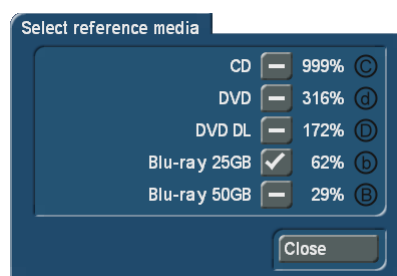 Select reference media
CD 999% C
DVD 316% d
DVD DL 172% D
Blu-ray 25GB 62% b
Blu-ray 50GB 29% B
Close